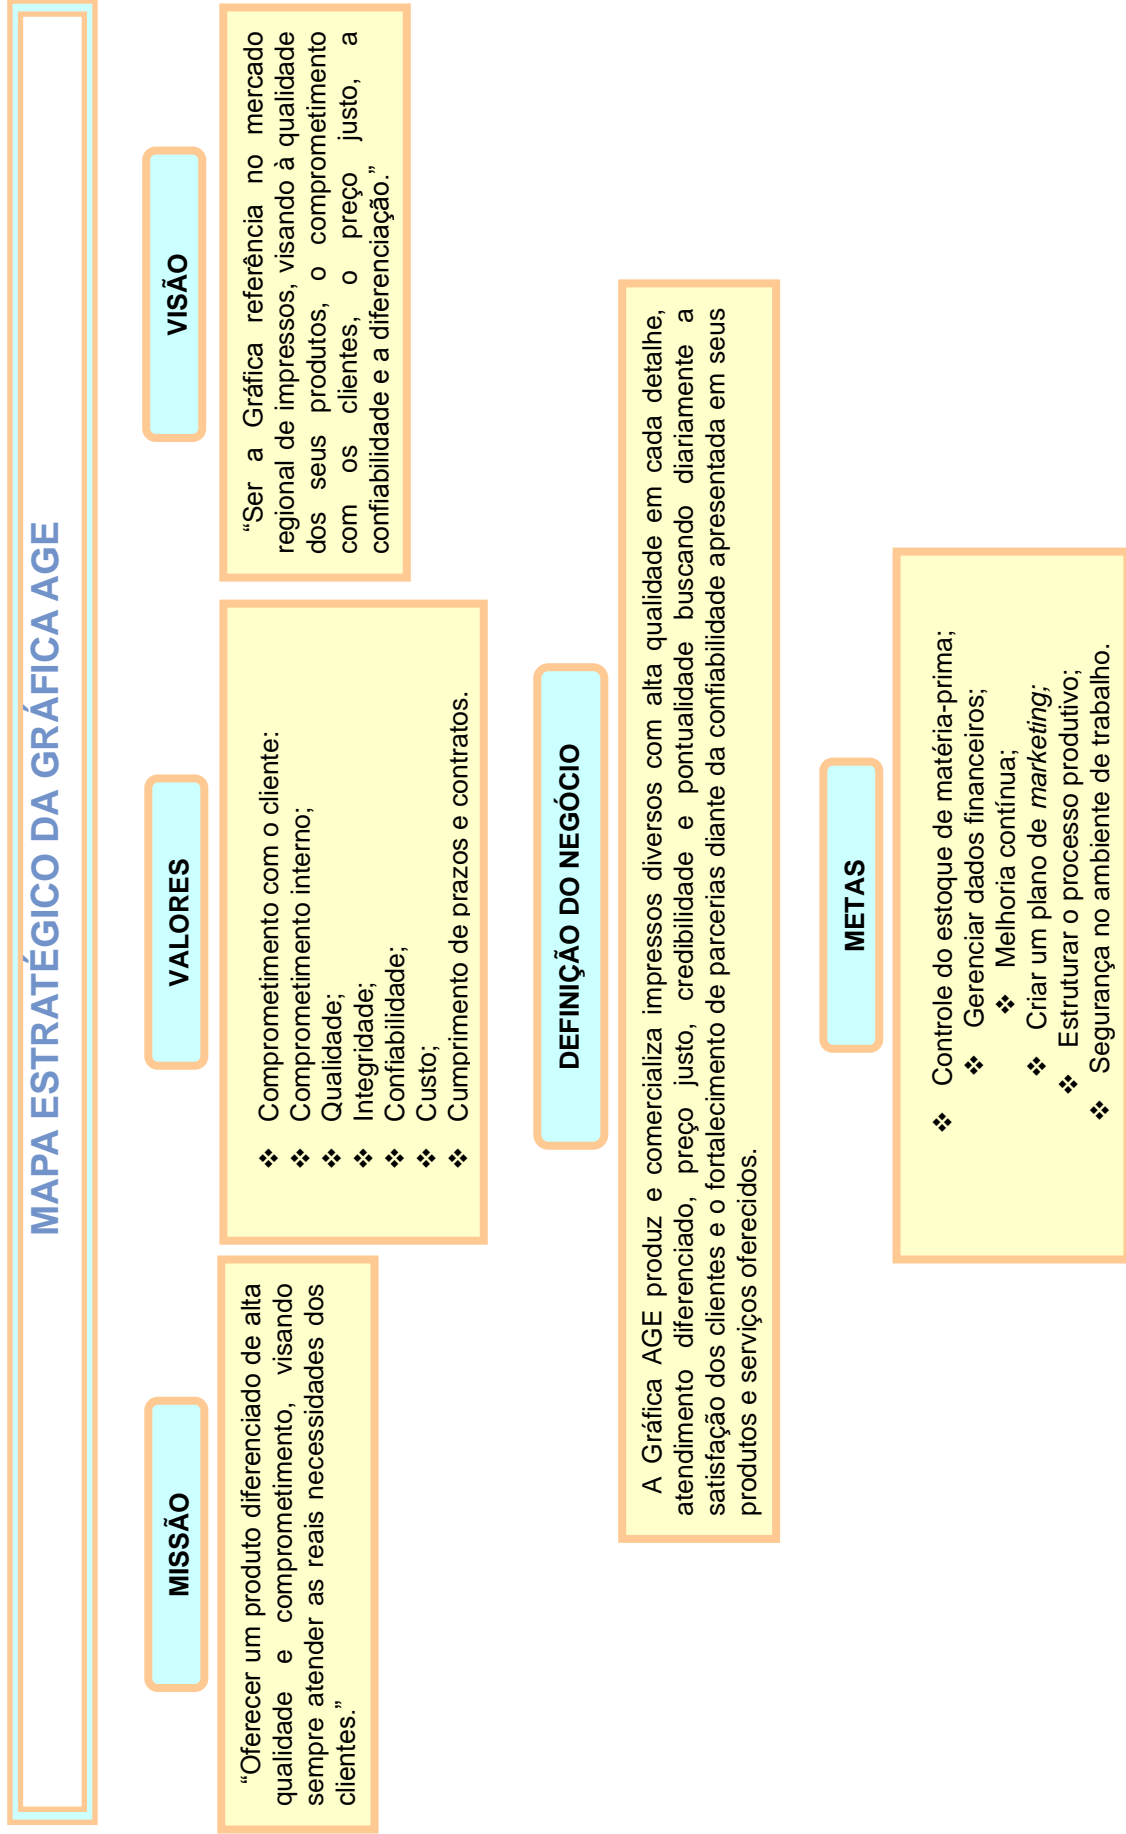 MAPA ESTRATÉGICO DA GRÁFICA AGE
MISSÃO
“Oferecer um produto diferenciado de alta
qualidade e comprometimento, visando
sempre atender as reais necessidades dos
clientes.”
VALORES
❖ Comprometimento com o cliente:
❖ Comprometimento interno;
❖ Qualidade;
❖ Integridade;
❖ Confiabilidade;
❖ Custo;
❖ Cumprimento de prazos e contratos.
VISÃO
“Ser a Gráfica referência no mercado
regional de impressos, visando à qualidade
dos seus produtos, o comprometimento
com os clientes, o preço justo, a
confiabilidade e a diferenciação.”
DEFINIÇÃO DO NEGÓCIO
A Gráfica AGE produz e comercializa impressos diversos com alta qualidade em cada detalhe,
atendimento diferenciado, preço justo, credibilidade e pontualidade buscando diariamente a
satisfação dos clientes e o fortalecimento de parcerias diante da confiabilidade apresentada em seus
produtos e serviços oferecidos.
METAS
❖ Controle do estoque de matéria-prima;
❖ Gerenciar dados financeiros;
❖ Melhoria contínua;
❖ Criar um plano de marketing;
❖ Estruturar o processo produtivo;
❖ Segurança no ambiente de trabalho.